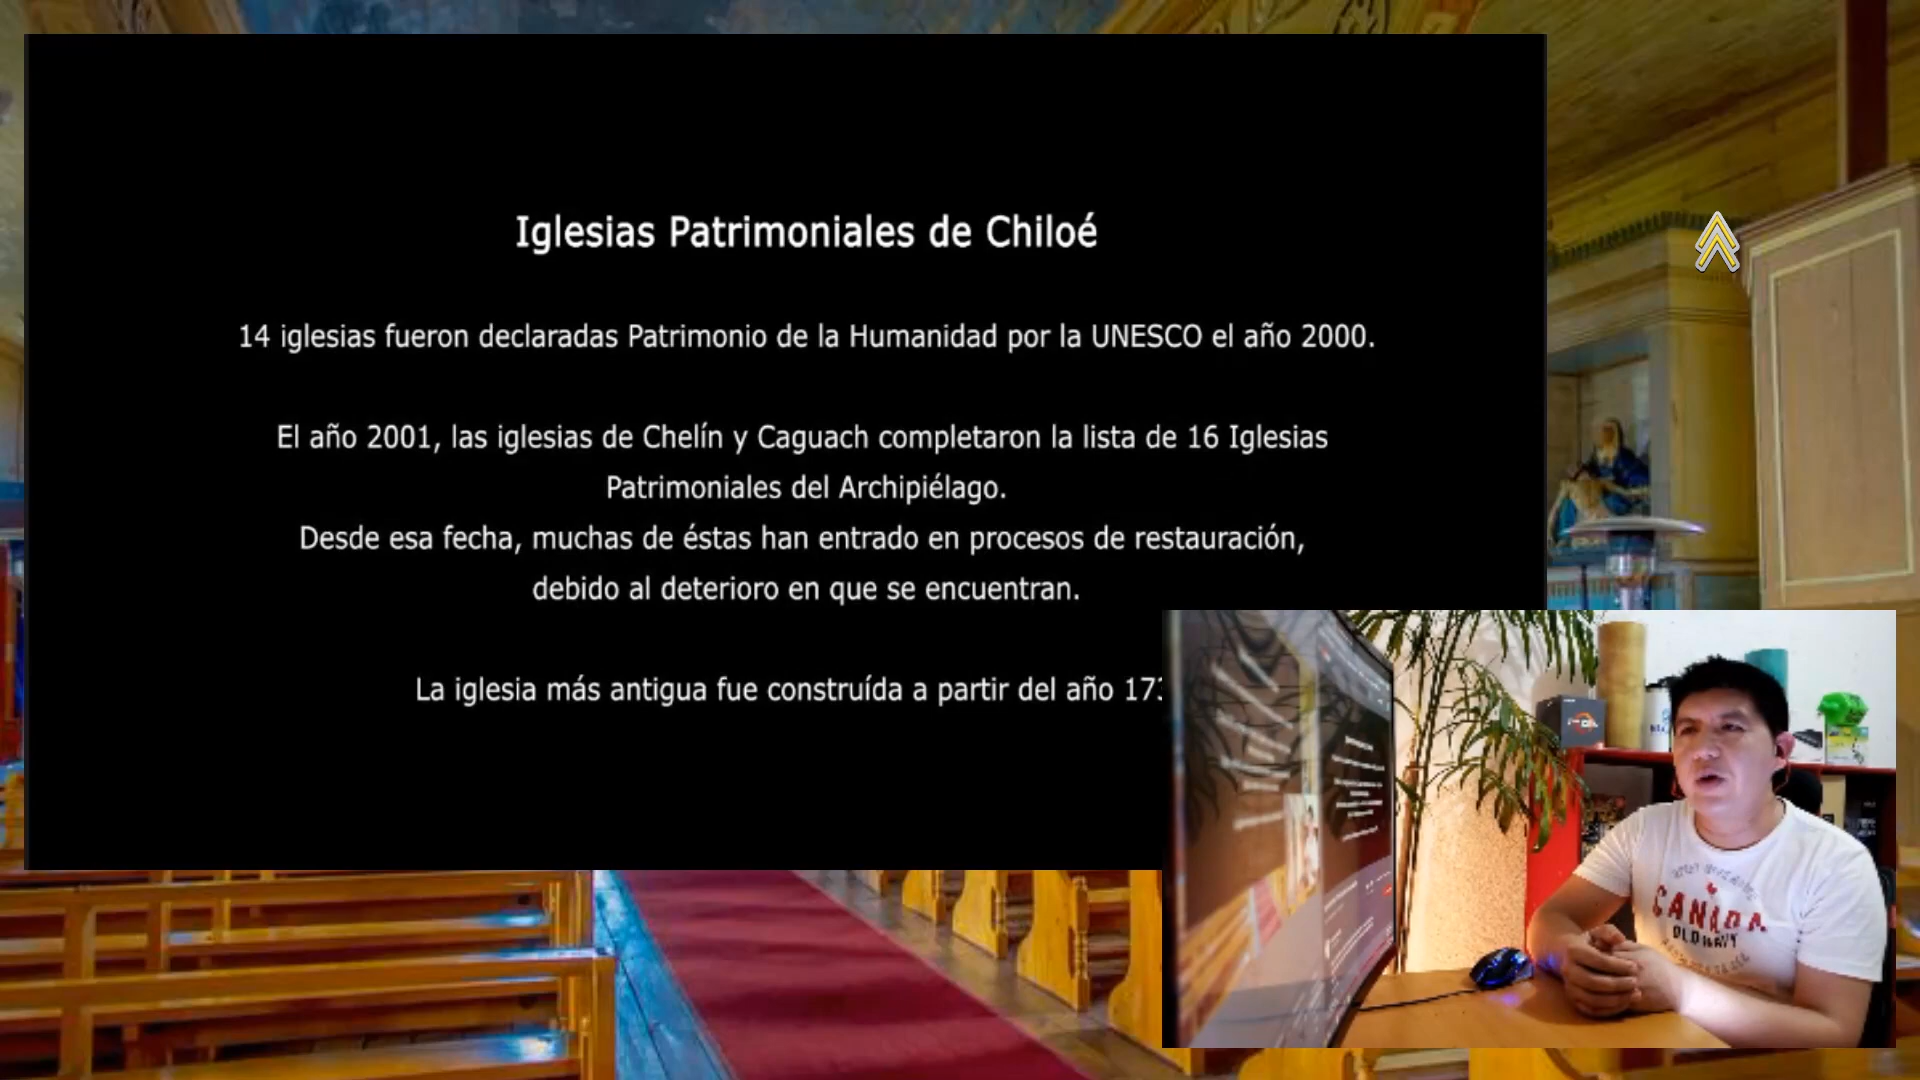 Iglesias Patrimoniales de Chiloé
14 iglesias fueron declaradas Patrimonio de la Humanidad por la UNESCO el año 2000.
El año 2001, las iglesias de Chelín y Caguach completaron la lista de 16 Iglesias
Patrimoniales del Archipiélago.
Desde esa fecha, muchas de éstas han entrado en procesos de restauración,
debido al deterioro en que se encuentran.
La iglesia más antigua fue construída a partir del año
CANADA
OLD NAVY